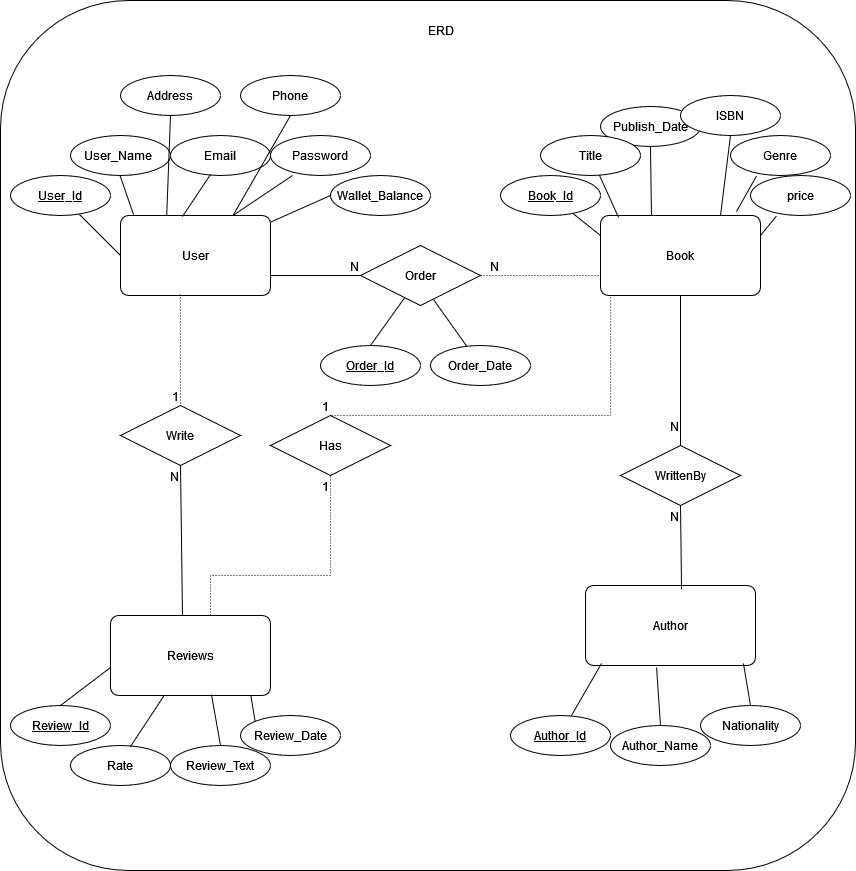 ERD
Address
Phone
ISBN
Publish_Date
User_Name
Email
Password
Title
Genre
User_Id
Wallet_Balance
Book_Id
price
User
Book
N
N
Order
Order_Id
Order_Date
1
1
Write
Has
N
N
1
WrittenBy
N
Author
Reviews
Review_Id
Review_Date
Author_Id
Author_Name
Nationality
Rate
Review_Text